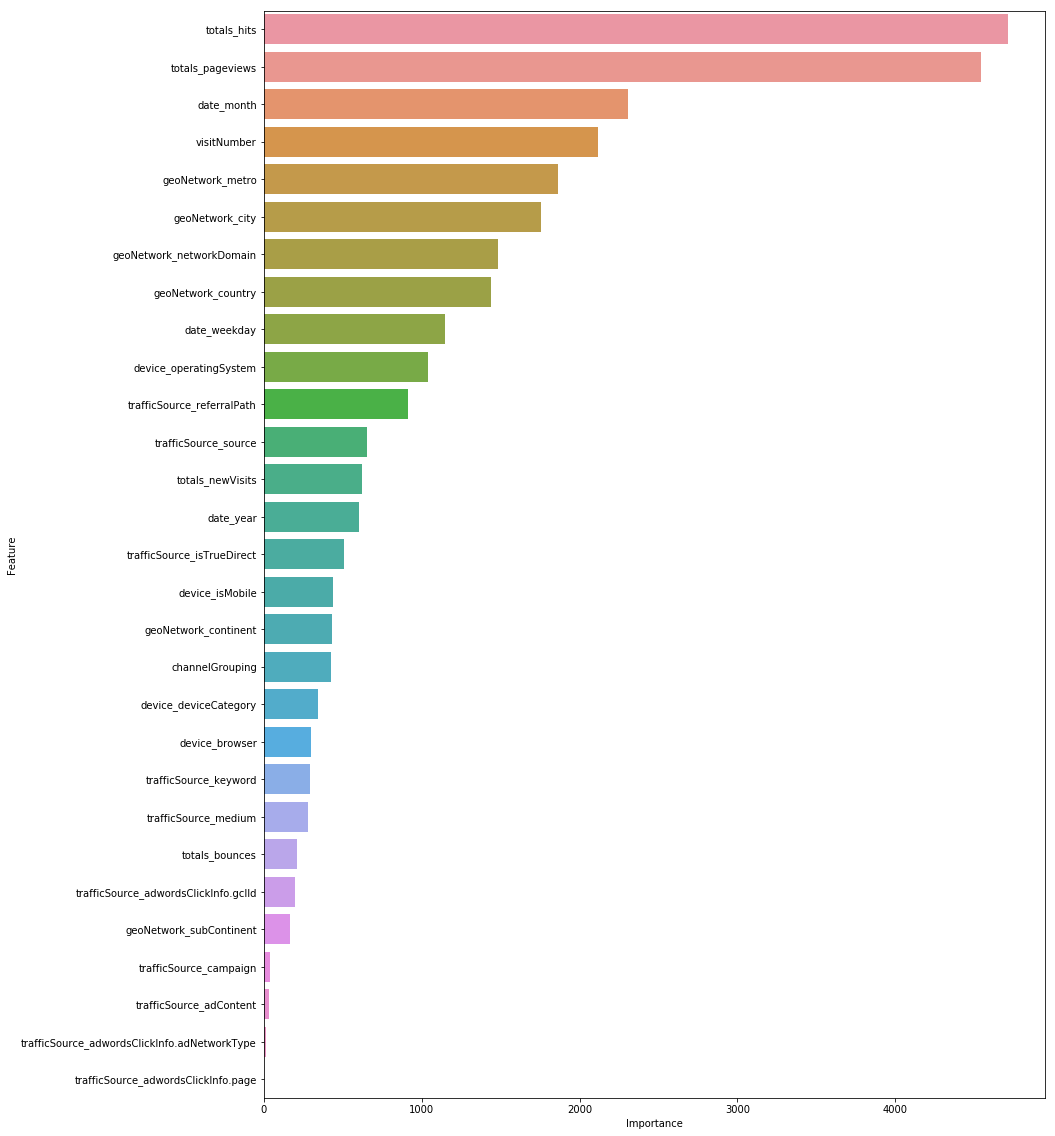 totals_hits
totals_pageviews
date_month
visitNumber
geoNetwork_metro
geoNetwork_city
geoNetwork_networkDomain
geoNetwork_country
date_weekday
device_operatingSystem
trafficSource_referralPath
trafficSource_source
totals_newVisits
date_year
trafficSource_isTrueDirect
device_isMobile
geoNetwork_continent
channelGrouping
device_deviceCategory
device_browser
trafficSource_keyword
trafficSource_medium
totals_bounces
trafficSource_adwordsClickInfo.gclId
geoNetwork_subContinent
trafficSource_campaign
trafficSource_adContent
trafficSource_adwordsClickInfo.adNetworkType
trafficSource_adwordsClickInfo.page
Feature
0 1000 2000 3000 4000
Importance